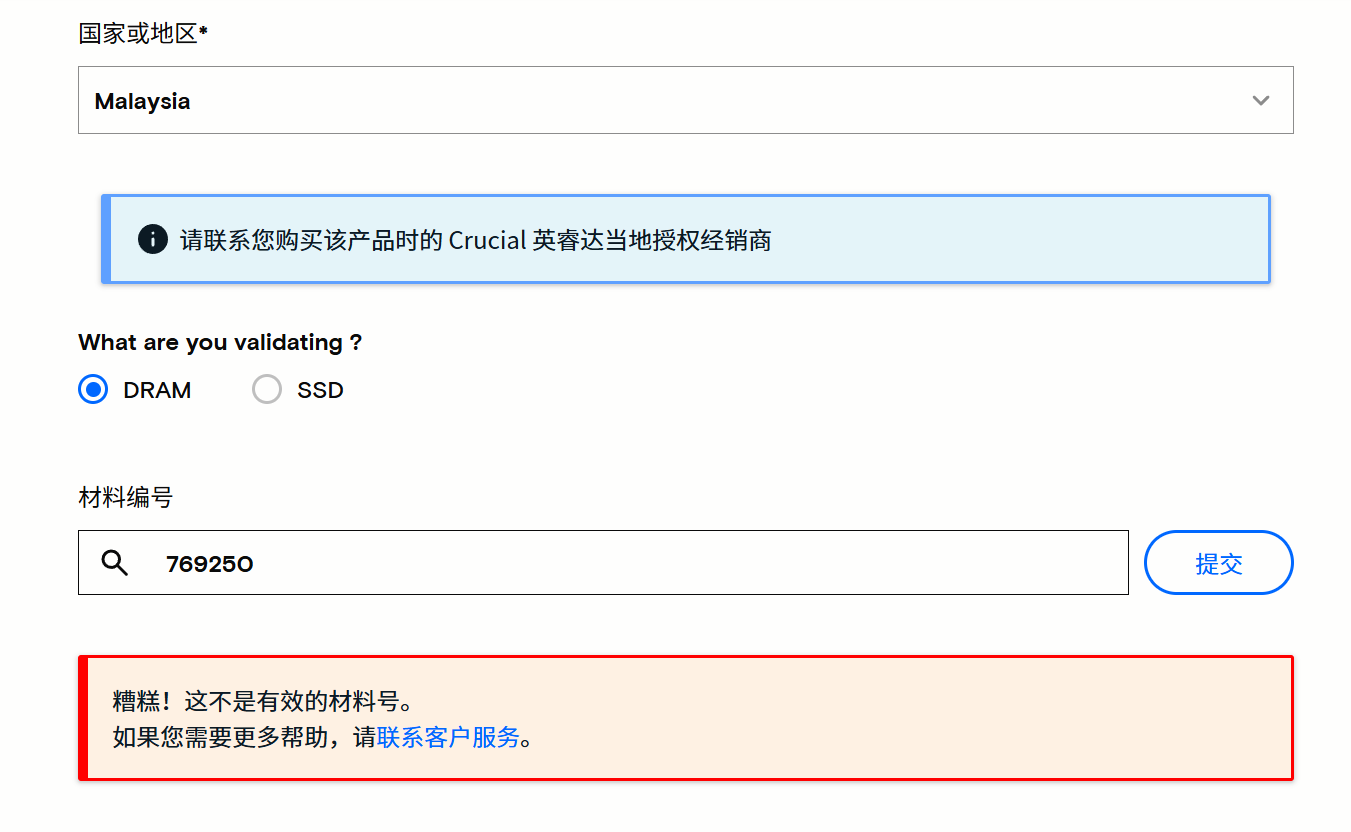 国家或地区*
Malaysia
请联系您购买该产品时的 Crucial 英睿达当地授权经销商
What are you validating ?
DRAM SSD
材料编号
769250 提交
糟糕！这不是有效的材料号。
如果您需要更多帮助，请联系客户服务。